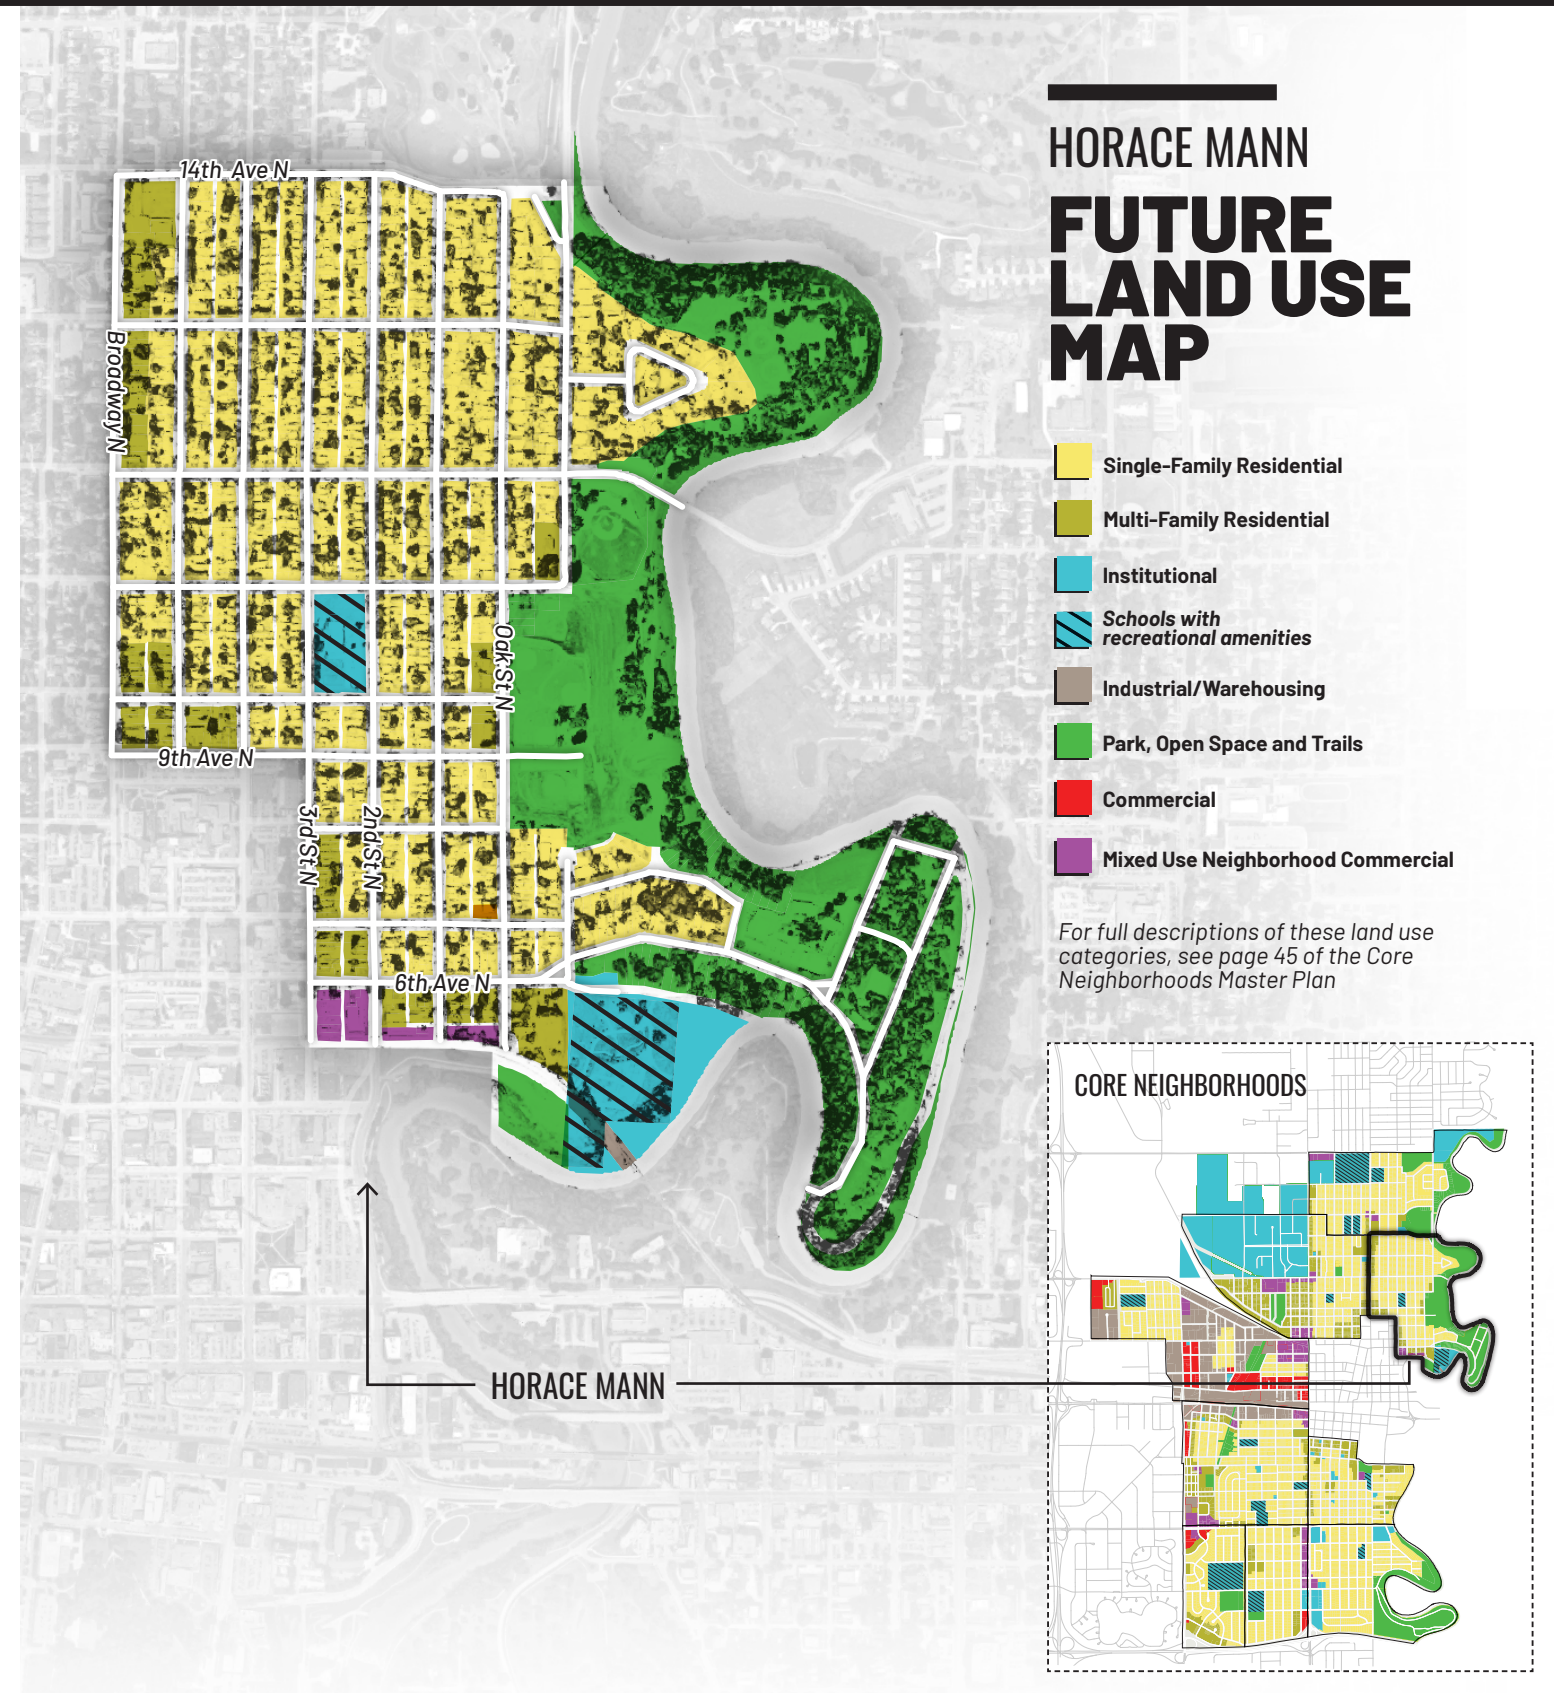 HORACE MANN
FUTURE
LAND USE
MAP
14th Ave N
Broadway N
Oak St N
9th Ave N
3rd St N
2nd St N
6th Ave N
Single-Family Residential
Multi-Family Residential
Institutional
Schools with
recreational amenities
Industrial/Warehousing
Park, Open Space and Trails
Commercial
Mixed Use Neighborhood Commercial
For full descriptions of these land use
categories, see page 45 of the Core
Neighborhoods Master Plan
CORE NEIGHBORHOODS
HORACE MANN